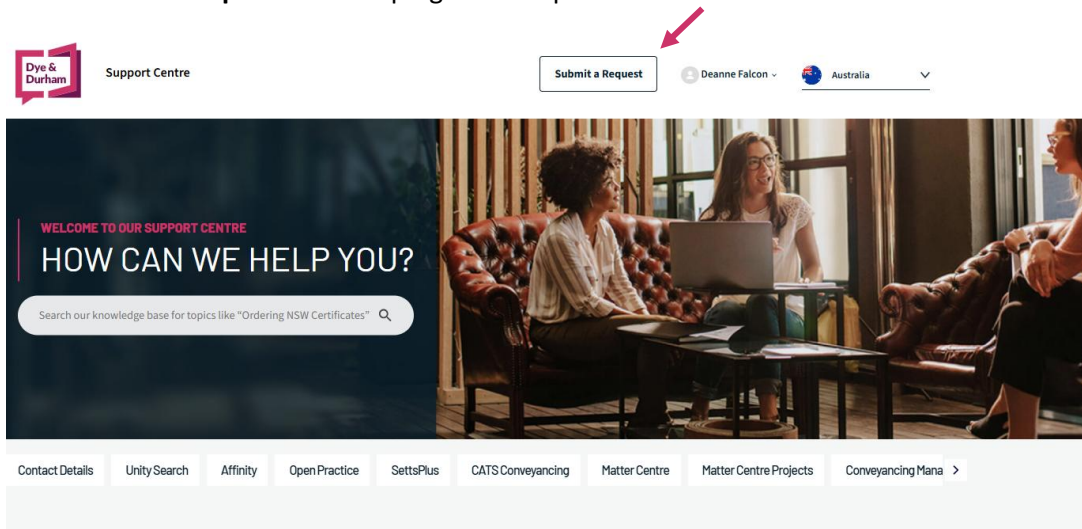 Dye &
Durham
Support Centre
Submit a Request
Deanne Falcon
Australia
WELCOME TO OUR SUPPORT CENTRE
HOW CAN WE HELP YOU?
Search our knowledge base for topics like “Ordering NSW Certificates”
Contact Details
Unity Search
Affinity
Open Practice
SettsPlus
CATS Conveyancing
Matter Centre
Matter Centre Projects
Conveyancing Mana